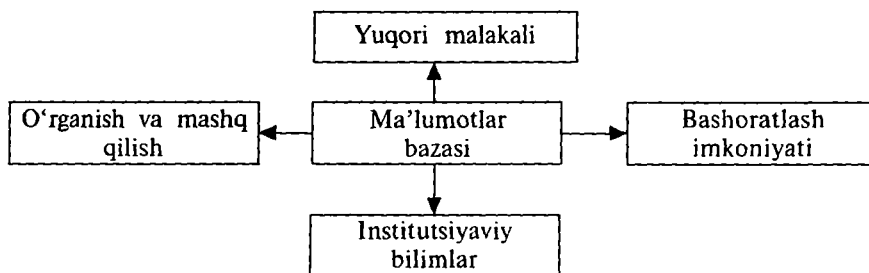 Yuqori malakali
O‘rganish va mashq
qilish
Ma’lumotlar
bazasi
Bashoratlash
imkoniyati
Institutsiyaviy
bilimlar